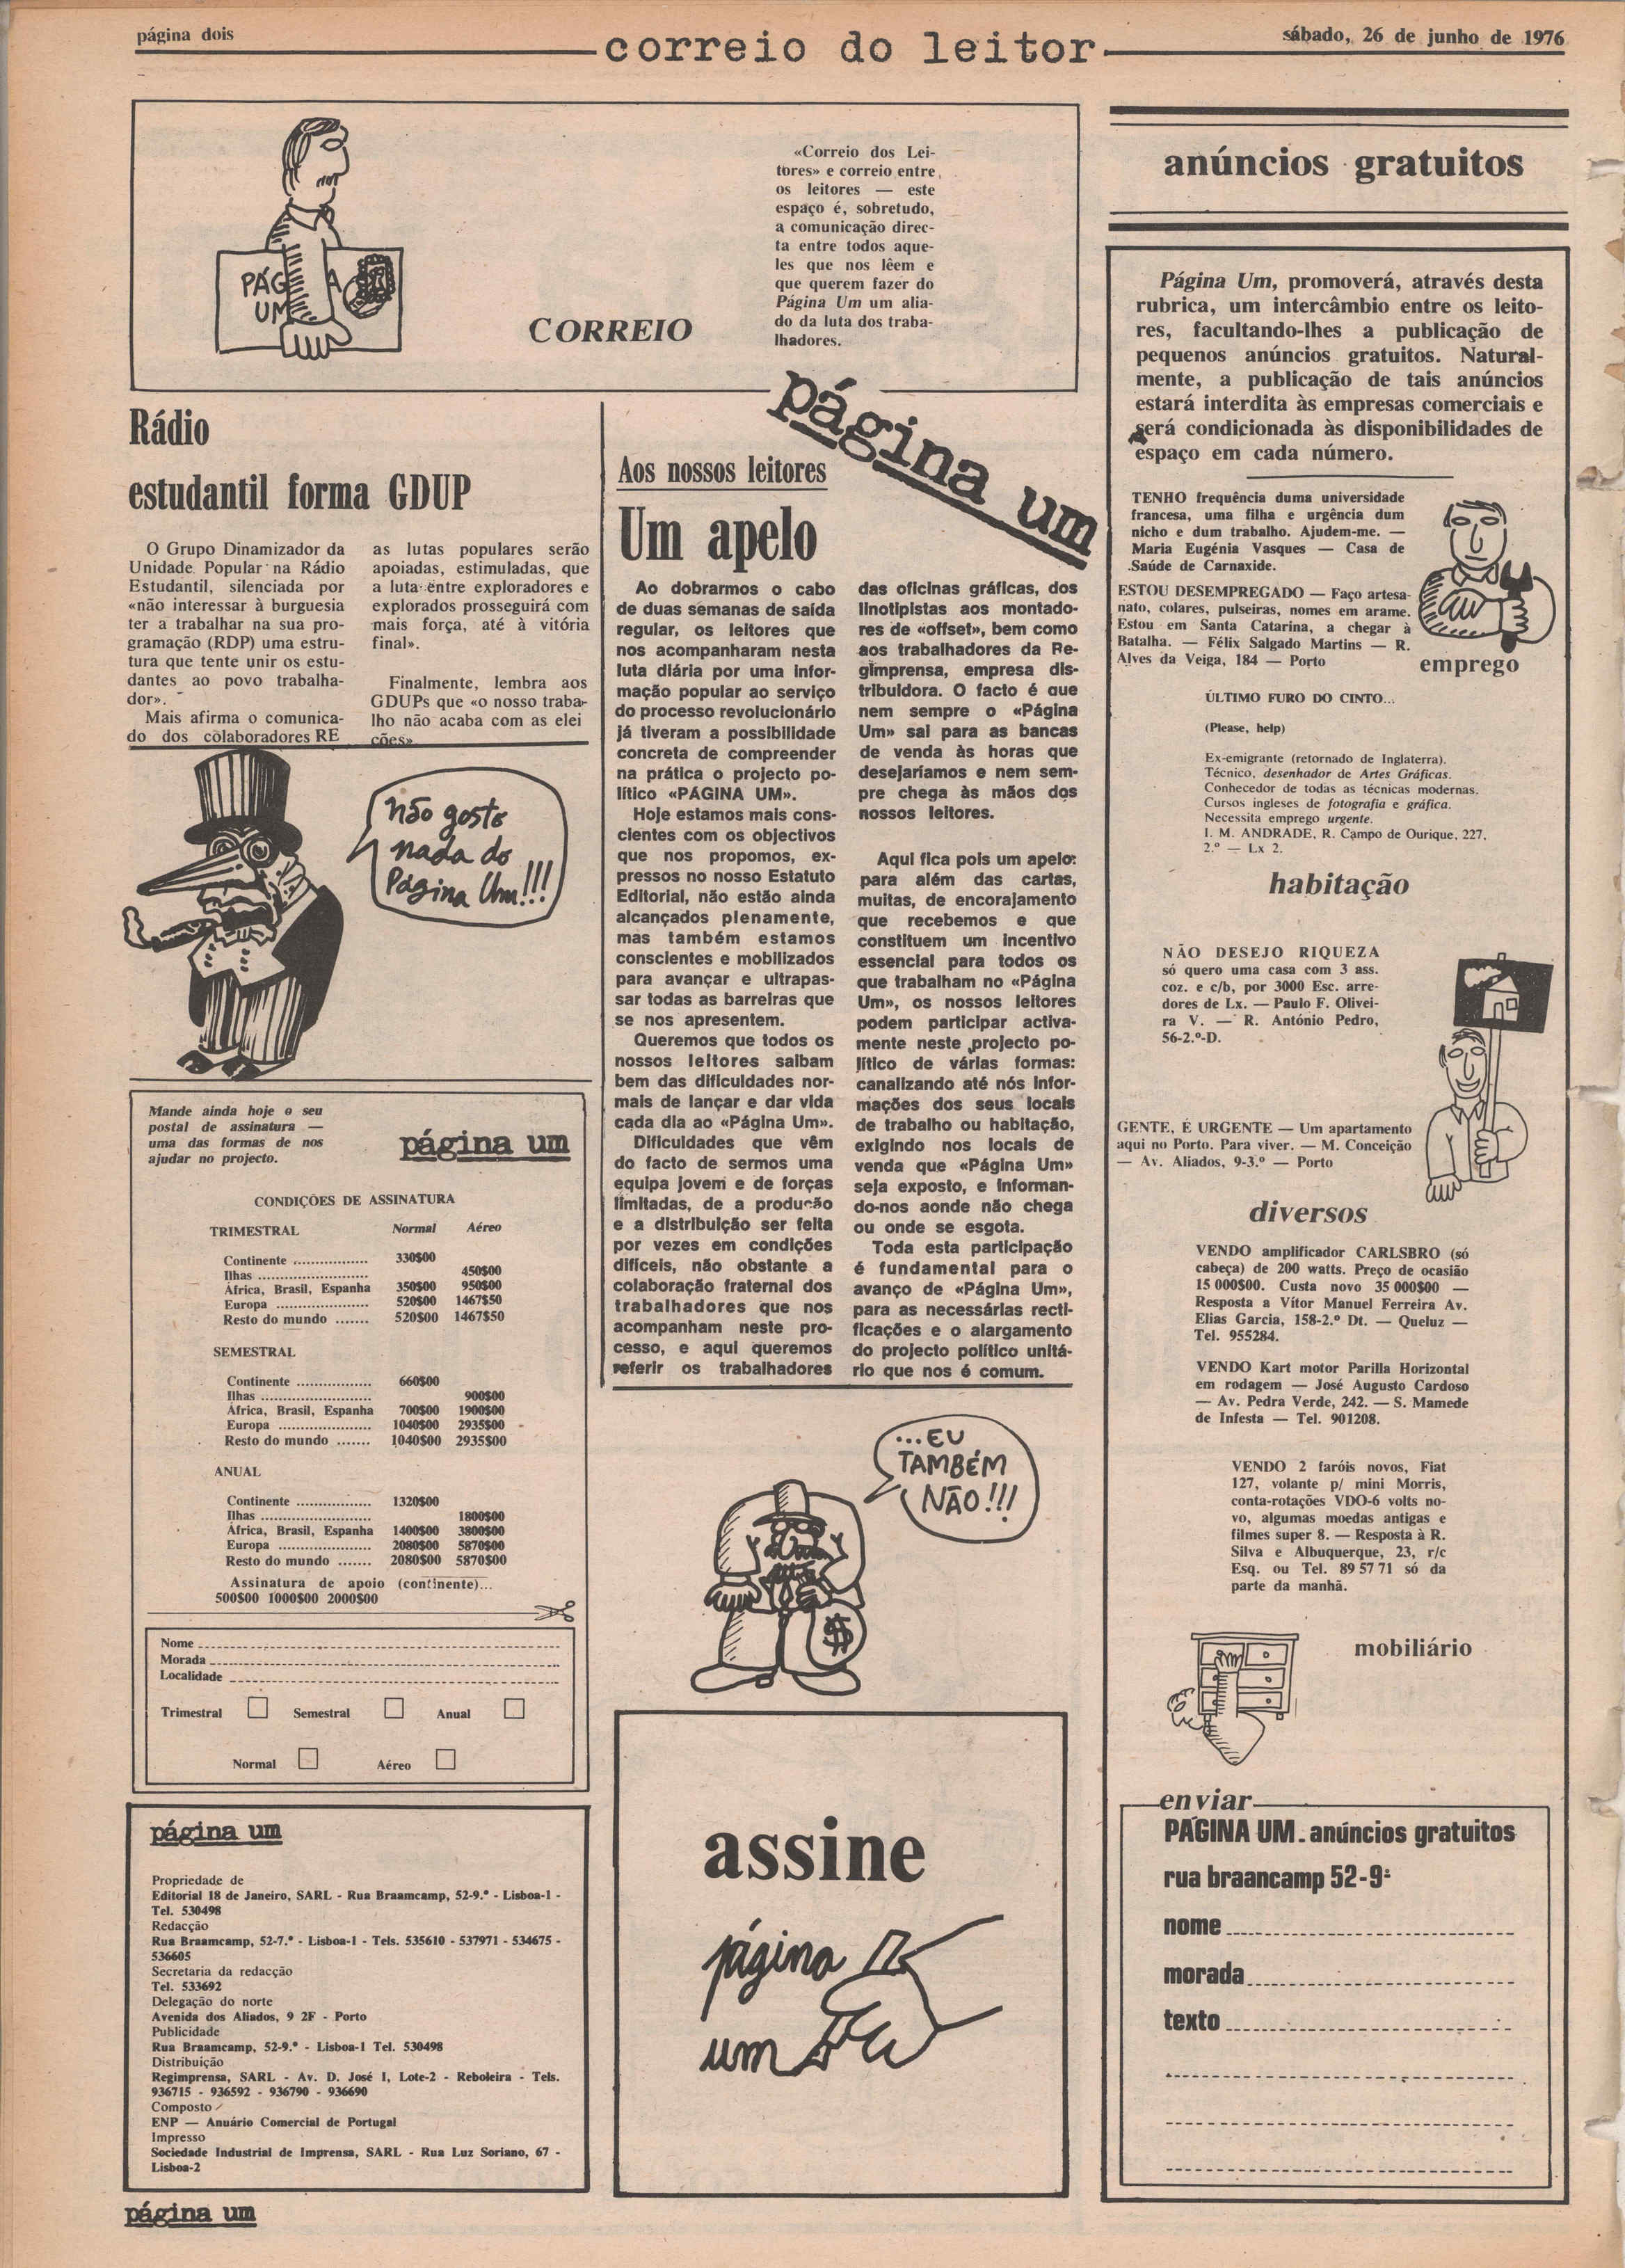 página dois
correio do leitor
sábado, 26 de junho de 1976
PÁG A
UM
CORREIO
«Correio dos Lei-
tores» e correio entre
os leitores — este
espaço é, sobretudo,
a comunicação direc-
ta entre todos aque-
les que nos lêem e
que querem fazer do
Página Um um alia-
do da luta dos traba-
lhadores.
Rádio
estudantil forma GDUP
O Grupo Dinamizador da
Unidade Popular na Rádio
Estudantil, silenciada por
«não interessar à burguesia
ter a trabalhar na sua pro-
gramação (RDP) uma estru-
tura que tente unir os estu-
dantes ao povo trabalha-
dor».
Mais afirma o comunica-
do dos colaboradores RE
as lutas populares serão
apoiadas, estimuladas, que
a luta entre exploradores e
explorados prosseguirá com
mais força, até à vitória
final».
Finalmente, lembra aos
GDUPs que «o nosso traba-
lho não acaba com as elei
ções»
não gosto
nada do
Página Um!!!
Mande ainda hoje o seu
postal de assinatura —
uma das formas de nos
ajudar no projecto.
página um
CONDIÇÕES DE ASSINATURA
TRIMESTRAL Normal Aéreo
Continente .................. 330$00
Ilhas .......................... 450$00
África, Brasil, Espanha 350$00 950$00
Europa ...................... 520$00 1467$50
Resto do mundo ....... 520$00 1467$50
SEMESTRAL
Continente .................. 660$00
Ilhas .......................... 900$00
África, Brasil, Espanha 700$00 1900$00
Europa ...................... 1040$00 2935$00
Resto do mundo ....... 1040$00 2935$00
ANUAL
Continente .................. 1320$00
Ilhas .......................... 1800$00
África, Brasil, Espanha 1400$00 3800$00
Europa ...................... 2080$00 5870$00
Resto do mundo ....... 2080$00 5870$00
Assinatura de apoio (continente)...
500$00 1000$00 2000$00
Nome
Morada
Localidade
Trimestral Semestral Anual
Normal Aéreo
página um
Propriedade de
Editorial 18 de Janeiro, SARL - Rua Braamcamp, 52-9.º - Lisboa-1 -
Tel. 530498
Redacção
Rua Braamcamp, 52-7.º - Lisboa-1 - Tels. 535610 - 537971 - 534675 -
536605
Secretaria da redacção
Tel. 533692
Delegação do norte
Avenida dos Aliados, 9 2F - Porto
Publicidade
Rua Braamcamp, 52-9.º - Lisboa-1 Tel. 530498
Distribuição
Regimprensa, SARL - Av. D. José I, Lote-2 - Reboleira - Tels.
936715 - 936592 - 936790 - 936690
Composto
ENP — Anuário Comercial de Portugal
Impresso
Sociedade Industrial de Imprensa, SARL - Rua Luz Soriano, 67 -
Lisboa-2
página um
página um
Aos nossos leitores
Um apelo
Ao dobrarmos o cabo
de duas semanas de saída
regular, os leitores que
nos acompanharam nesta
luta diária por uma infor-
mação popular ao serviço
do processo revolucionário
já tiveram a possibilidade
concreta de compreender
na prática o projecto po-
lítico «PÁGINA UM».
Hoje estamos mais cons-
cientes com os objectivos
que nos propomos, ex-
pressos no nosso Estatuto
Editorial, não estão ainda
alcançados plenamente,
mas também estamos
conscientes e mobilizados
para avançar e ultrapas-
sar todas as barreiras que
se nos apresentem.
Queremos que todos os
nossos leitores saibam
bem das dificuldades nor-
mais de lançar e dar vida
cada dia ao «Página Um».
Dificuldades que vêm
do facto de sermos uma
equipa jovem e de forças
limitadas, de a produção
e a distribuição ser feita
por vezes em condições
difíceis, não obstante a
colaboração fraternal dos
trabalhadores que nos
acompanham neste pro-
cesso, e aqui queremos
referir os trabalhadores
das oficinas gráficas, dos
linotipistas aos montado-
res de «offset», bem como
aos trabalhadores da Re-
gimprensa, empresa dis-
tribuidora. O facto é que
nem sempre o «Página
Um» sai para as bancas
de venda às horas que
desejaríamos e nem sem-
pre chega às mãos dos
nossos leitores.
Aqui fica pois um apelo:
para além das cartas,
muitas, de encorajamento
que recebemos e que
constituem um incentivo
essencial para todos os
que trabalham no «Página
Um», os nossos leitores
podem participar activa-
mente neste projecto po-
lítico de várias formas:
canalizando até nós infor-
mações dos seus locais
de trabalho ou habitação,
exigindo nos locais de
venda que «Página Um»
seja exposto, e informan-
do-nos aonde não chega
ou onde se esgota.
Toda esta participação
é fundamental para o
avanço de «Página Um»,
para as necessárias recti-
ficações e o alargamento
do projecto político unitá-
rio que nos é comum.
...EU
TAMBÉM
NÃO!!!
$
assine
página
um
anúncios gratuitos
Página Um, promoverá, através desta
rubrica, um intercâmbio entre os leito-
res, facultando-lhes a publicação de
pequenos anúncios gratuitos. Natural-
mente, a publicação de tais anúncios
estará interdita às empresas comerciais e
será condicionada às disponibilidades de
espaço em cada número.
TENHO frequência duma universidade
francesa, uma filha e urgência dum
nicho e dum trabalho. Ajudem-me. —
Maria Eugénia Vasques — Casa de
Saúde de Carnaxide.
ESTOU DESEMPREGADO — Faço artesa-
nato, colares, pulseiras, nomes em arame.
Estou em Santa Catarina, a chegar à
Batalha. — Félix Salgado Martins — R.
Alves da Veiga, 184 — Porto
emprego
ÚLTIMO FURO DO CINTO...
(Please, help)
Ex-emigrante (retornado de Inglaterra).
Técnico, desenhador de Artes Gráficas.
Conhecedor de todas as técnicas modernas.
Cursos ingleses de fotografia e gráfica.
Necessita emprego urgente.
I. M. ANDRADE, R. Campo de Ourique, 227,
2.º — Lx 2.
habitação
NÃO DESEJO RIQUEZA
só quero uma casa com 3 ass.
coz. e c/b, por 3000 Esc. arre-
dores de Lx. — Paulo F. Olivei-
ra V. — R. António Pedro,
56-2.º-D.
GENTE, É URGENTE — Um apartamento
aqui no Porto. Para viver. — M. Conceição
— Av. Aliados, 9-3.º — Porto
diversos
VENDO amplificador CARLSBRO (só
cabeça) de 200 watts. Preço de ocasião
15 000$00. Custa novo 35 000$00 —
Resposta a Vítor Manuel Ferreira Av.
Elias Garcia, 158-2.º Dt. — Queluz —
Tel. 955284.
VENDO Kart motor Parilla Horizontal
em rodagem — José Augusto Cardoso
— Av. Pedra Verde, 242. — S. Mamede
de Infesta — Tel. 901208.
VENDO 2 faróis novos, Fiat
127, volante p/ mini Morris,
conta-rotações VDO-6 volts no-
vo, algumas moedas antigas e
filmes super 8. — Resposta à R.
Silva e Albuquerque, 23, r/c
Esq. ou Tel. 89 57 71 só da
parte da manhã.
mobiliário
enviar
PÁGINA UM - anúncios gratuitos
rua braancamp 52-9º
nome
morada
texto